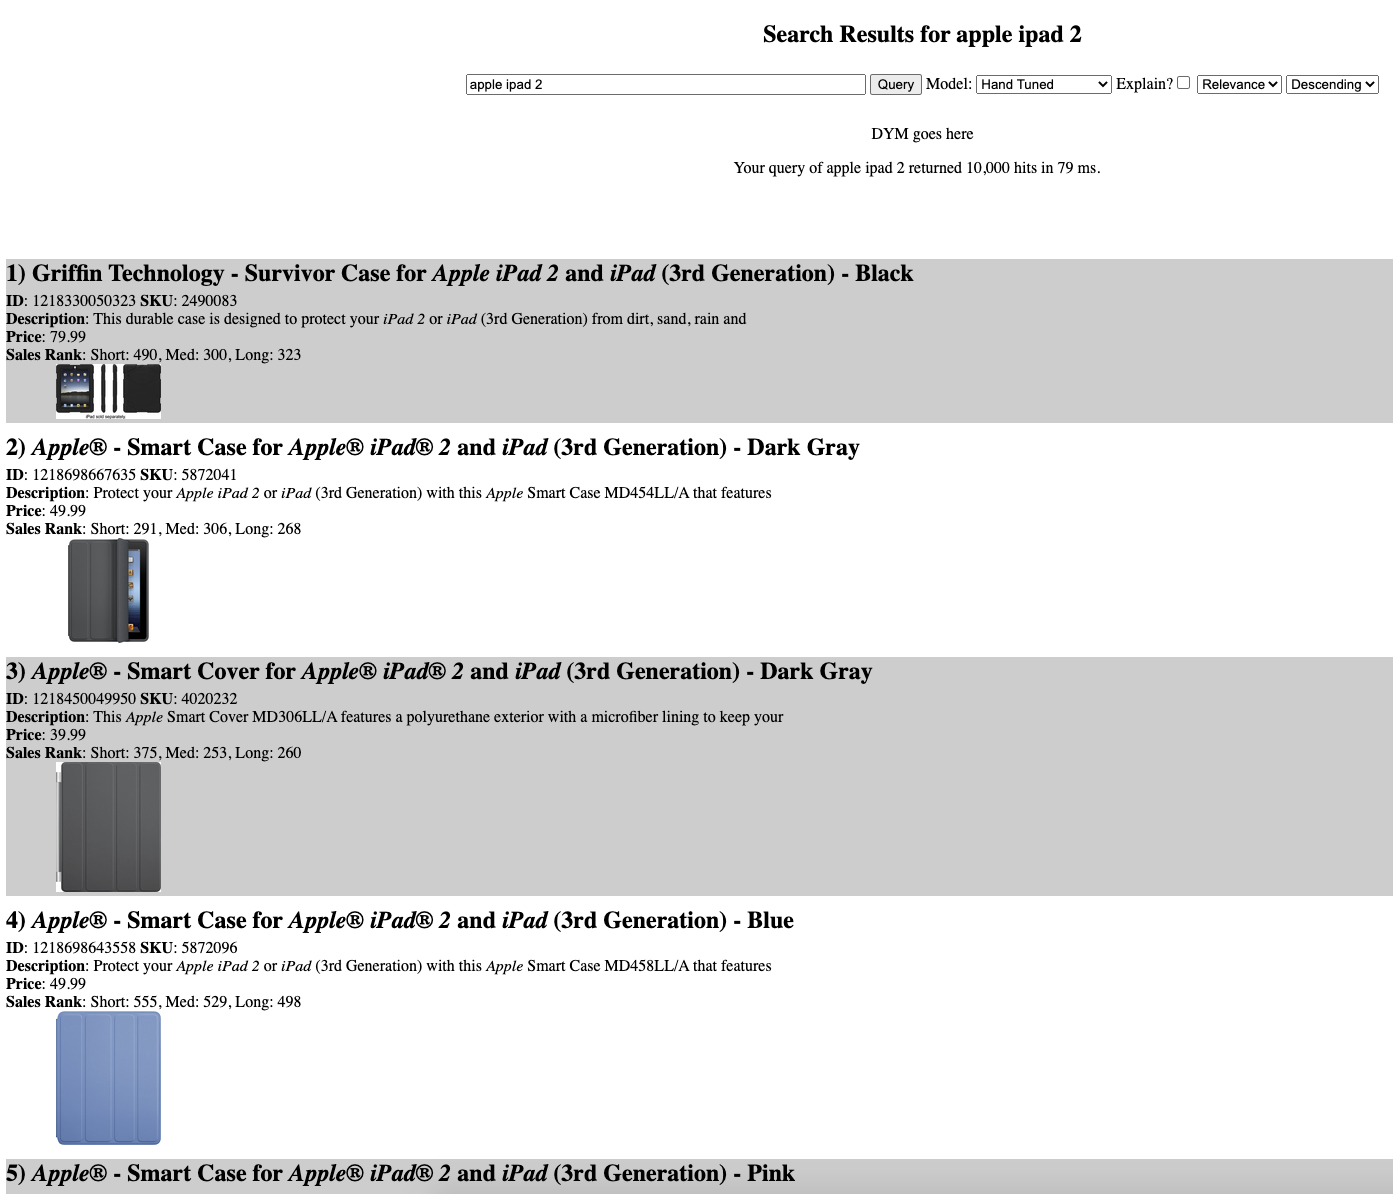 Search Results for apple ipad 2
apple ipad 2 Query Model: Hand Tuned Explain? Relevance Descending
DYM goes here
Your query of apple ipad 2 returned 10,000 hits in 79 ms.
1) Griffin Technology - Survivor Case for Apple iPad 2 and iPad (3rd Generation) - Black
ID: 1218330050323 SKU: 2490083
Description: This durable case is designed to protect your iPad 2 or iPad (3rd Generation) from dirt, sand, rain and
Price: 79.99
Sales Rank: Short: 490, Med: 300, Long: 323
iPad sold separately
2) Apple® - Smart Case for Apple® iPad® 2 and iPad (3rd Generation) - Dark Gray
ID: 1218698667635 SKU: 5872041
Description: Protect your Apple iPad 2 or iPad (3rd Generation) with this Apple Smart Case MD454LL/A that features
Price: 49.99
Sales Rank: Short: 291, Med: 306, Long: 268
3) Apple® - Smart Cover for Apple® iPad® 2 and iPad (3rd Generation) - Dark Gray
ID: 1218450049950 SKU: 4020232
Description: This Apple Smart Cover MD306LL/A features a polyurethane exterior with a microfiber lining to keep your
Price: 39.99
Sales Rank: Short: 375, Med: 253, Long: 260
4) Apple® - Smart Case for Apple® iPad® 2 and iPad (3rd Generation) - Blue
ID: 1218698643558 SKU: 5872096
Description: Protect your Apple iPad 2 or iPad (3rd Generation) with this Apple Smart Case MD458LL/A that features
Price: 49.99
Sales Rank: Short: 555, Med: 529, Long: 498
5) Apple® - Smart Case for Apple® iPad® 2 and iPad (3rd Generation) - Pink